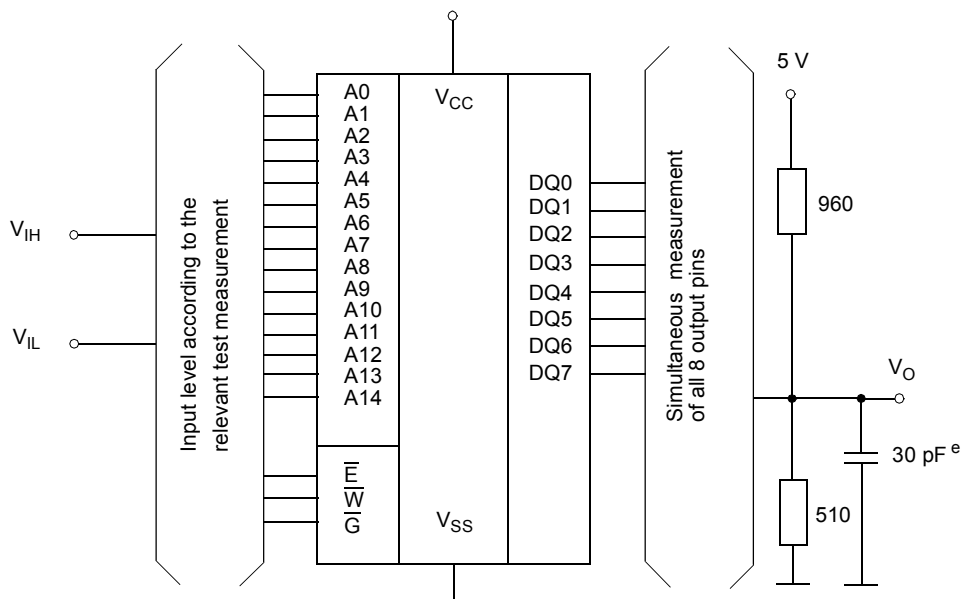 V_IH
V_IL
Input level according to the
relevant test measurement
A0
A1
A2
A3
A4
A5
A6
A7
A8
A9
A10
A11
A12
A13
A14
E̅
W̅
G̅
V_CC
V_SS
DQ0
DQ1
DQ2
DQ3
DQ4
DQ5
DQ6
DQ7
Simultaneous measurement
of all 8 output pins
5 V
960
V_O
30 pF ^e
510